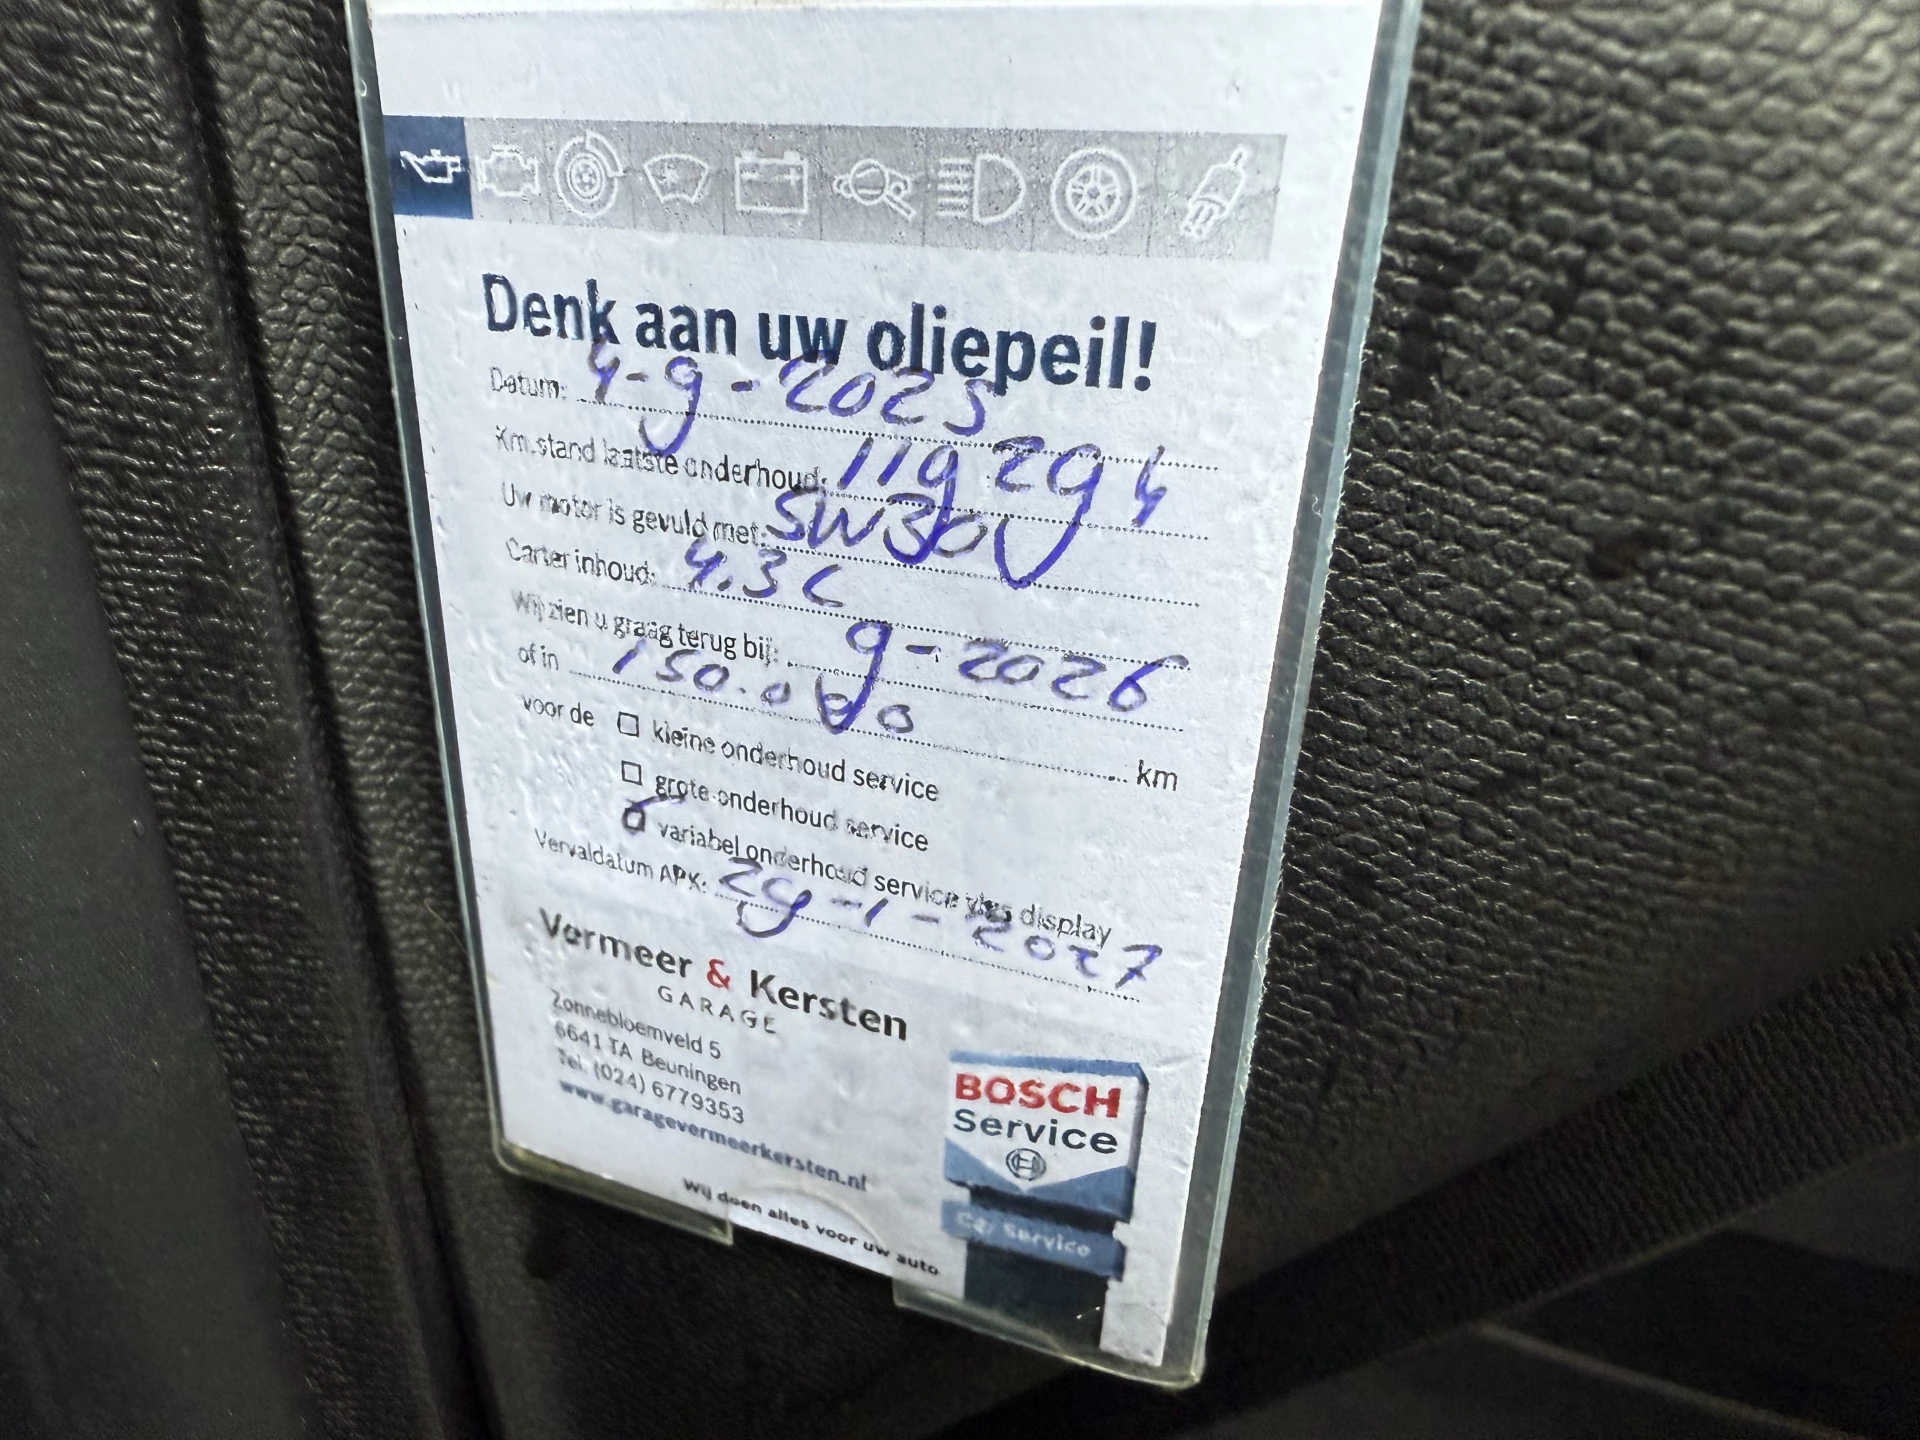 Denk aan uw oliepeil!
Datum: 4-9-2025
Km.stand laatste onderhoud: 119294
Uw motor is gevuld met: 5W30
Carter inhoud: 4.3 L
Wij zien u graag terug bij: 9-2026
of in 150.000 km
voor de kleine onderhoud service
grote onderhoud service
variabel onderhoud service vlgs display
Vervaldatum APK: 29-1-2027
Vermeer & Kersten
GARAGE
Zonnebloemveld 5
6641 TA Beuningen
Tel. (024) 6779353
www.garagevermeerkersten.nl
Wij doen alles voor uw auto
BOSCH
Service
Car Service